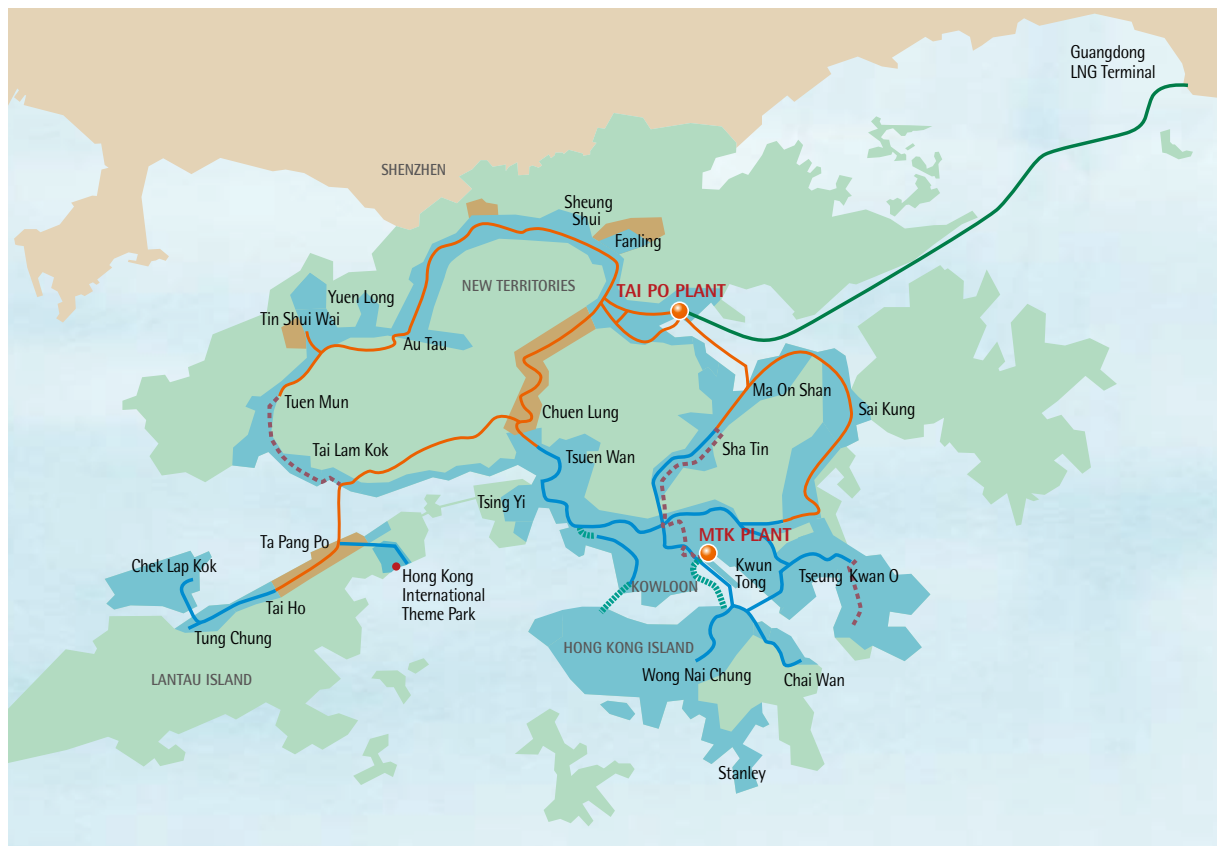 Guangdong
LNG Terminal
SHENZHEN
Sheung
Shui
Fanling
NEW TERRITORIES
TAI PO PLANT
Yuen Long
Tin Shui Wai
Au Tau
Ma On Shan
Tuen Mun
Chuen Lung
Sai Kung
Tai Lam Kok
Tsuen Wan
Sha Tin
Tsing Yi
MTK PLANT
Ta Pang Po
Chek Lap Kok
Kwun
Tong
Tseung Kwan O
Hong Kong
International
Theme Park
KOWLOON
Tai Ho
Tung Chung
HONG KONG ISLAND
Wong Nai Chung
Chai Wan
LANTAU ISLAND
Stanley